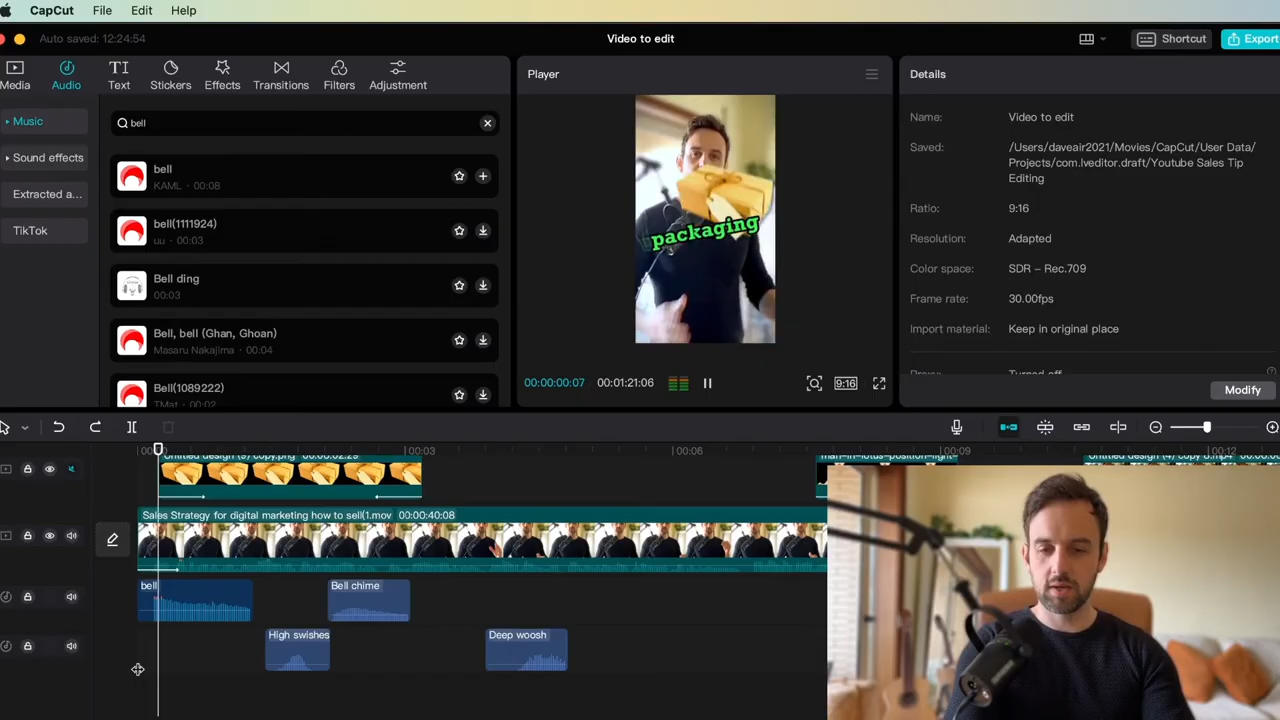 CapCut File Edit Help
Auto saved: 12:24:54
Video to edit
Shortcut
Export
Media
Audio
TI
Text
Stickers
Effects
Transitions
Filters
Adjustment
Music
Sound effects
Extracted a...
TikTok
bell
bell
KAML · 00:08
bell(1111924)
uu · 00:03
Bell ding
00:03
Bell, bell (Ghan, Ghoan)
Masaru Nakajima · 00:04
Bell(1089222)
TMat · 00:02
Player
packaging
00:00:00:07 00:01:21:06
9:16
Details
Name: Video to edit
Saved: /Users/daveair2021/Movies/CapCut/User Data/
Projects/com.lveditor.draft/Youtube Sales Tip
Editing
Ratio: 9:16
Resolution: Adapted
Color space: SDR – Rec.709
Frame rate: 30.00fps
Import material: Keep in original place
Proxy: Turned off
Modify
00:03
00:06
00:09
00:12
Untitled design (9) copy.png 00:00:02:29
man-in-lotus-position-light-
Untitled design (4) copy
Sales Strategy for digital marketing how to sell(1.mov 00:00:40:08
bell
Bell chime
High swishes
Deep woosh